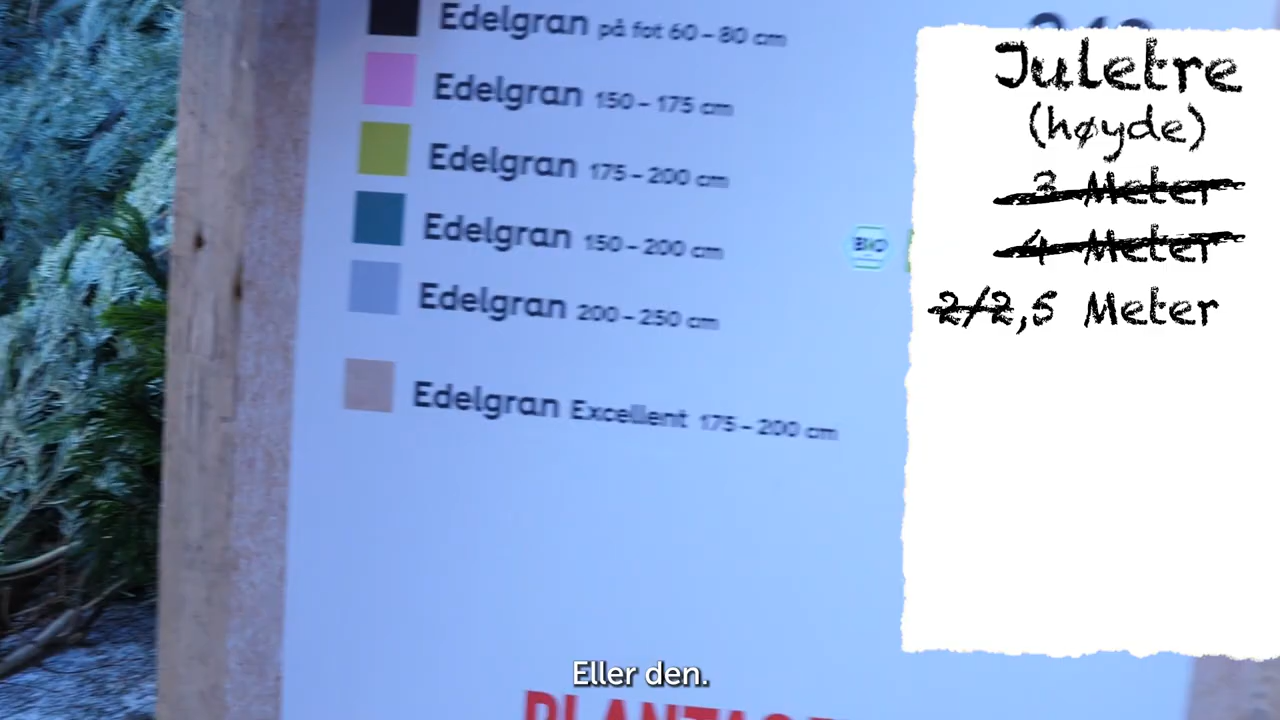 Edelgran på fot 60-80 cm
Edelgran 150-175 cm
Edelgran 175-200 cm
Edelgran 150-200 cm
BIO
Edelgran 200-250 cm
Edelgran Excellent 175-200 cm
Juletre
(høyde)
3 Meter
4 Meter
2/2,5 Meter
Eller den.